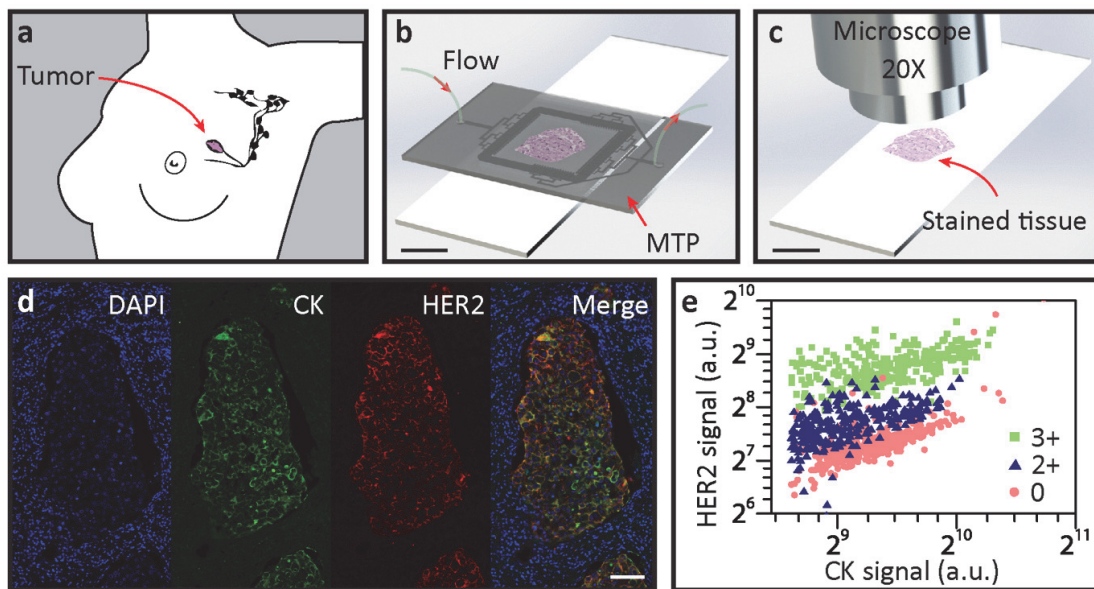 a
Tumor
b
Flow
MTP
c
Microscope
20X
Stained tissue
d
DAPI
CK
HER2
Merge
e
HER2 signal (a.u.)
2^10
2^9
2^8
2^7
2^6
3+
2+
0
2^9
2^10
2^11
CK signal (a.u.)